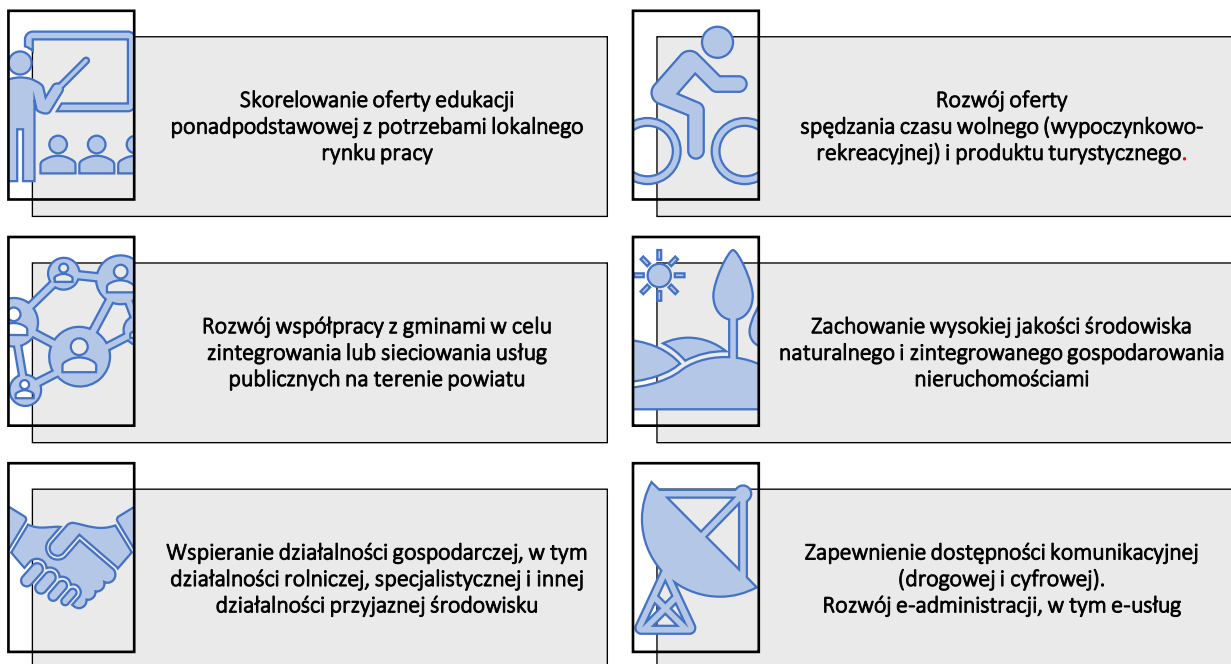 Skorelowanie oferty edukacji
ponadpodstawowej z potrzebami lokalnego
rynku pracy
Rozwój oferty
spędzania czasu wolnego (wypoczynkowo-
rekreacyjnej) i produktu turystycznego.
Rozwój współpracy z gminami w celu
zintegrowania lub sieciowania usług
publicznych na terenie powiatu
Zachowanie wysokiej jakości środowiska
naturalnego i zintegrowanego gospodarowania
nieruchomościami
Wspieranie działalności gospodarczej, w tym
działalności rolniczej, specjalistycznej i innej
działalności przyjaznej środowisku
Zapewnienie dostępności komunikacyjnej
(drogowej i cyfrowej).
Rozwój e-administracji, w tym e-usług